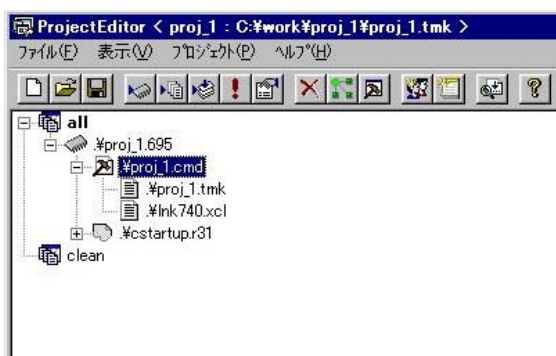 ProjectEditor < proj_1 : C:¥work¥proj_1¥proj_1.tmk >
ファイル(F) 表示(V) プロジェクト(P) ヘルプ(H)
all
.¥proj_1.695
.¥proj_1.cmd
.¥proj_1.tmk
.¥lnk740.xcl
.¥cstartup.r31
clean